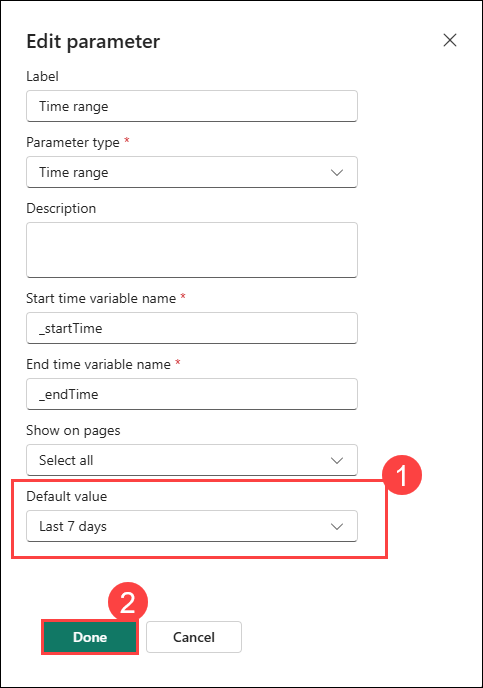 Edit parameter
Label
Time range
Parameter type *
Time range
Description
Start time variable name *
_startTime
End time variable name *
_endTime
Show on pages
Select all
1
Default value
Last 7 days
2
Done
Cancel